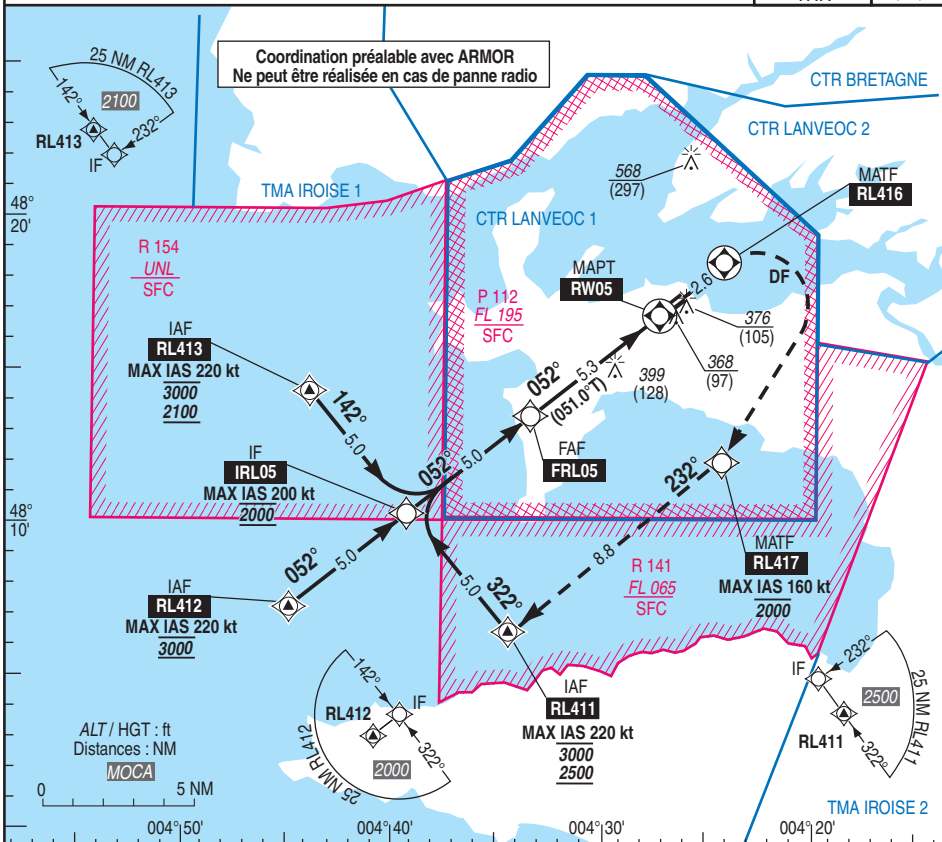 Coordination préalable avec ARMOR
Ne peut être réalisée en cas de panne radio
25 NM RL413
142°
2100
232°
RL413
IF
CTR BRETAGNE
CTR LANVEOC 2
568
(297)
MATF
RL416
TMA IROISE 1
48°
20'
CTR LANVEOC 1
R 154
UNL
SFC
P 112
FL 195
SFC
MAPT
RW05
2.6
DF
376
(105)
368
(97)
399
(128)
IAF
RL413
MAX IAS 220 kt
3000
2100
142°
5.0
052°
5.3
(051.0°T)
FAF
FRL05
IF
IRL05
MAX IAS 200 kt
2000
052°
5.0
48°
10'
232°
8.8
MATF
RL417
MAX IAS 160 kt
2000
R 141
FL 065
SFC
052°
5.0
IAF
RL412
MAX IAS 220 kt
3000
322°
5.0
IAF
RL411
MAX IAS 220 kt
3000
2500
142°
RL412
IF
322°
2000
25 NM RL412
IF
232°
2500
RL411
322°
25 NM RL411
ALT / HGT : ft
Distances : NM
MOCA
0 5 NM
TMA IROISE 2
004°50' 004°40' 004°30' 004°20'